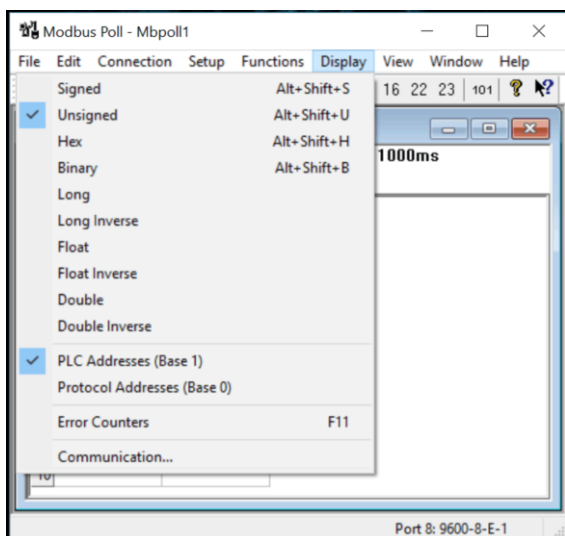 Modbus Poll - Mbpoll1
File Edit Connection Setup Functions Display View Window Help
16 22 23 101
Signed Alt+Shift+S
Unsigned Alt+Shift+U
Hex Alt+Shift+H
Binary Alt+Shift+B
1000ms
Long
Long Inverse
Float
Float Inverse
Double
Double Inverse
PLC Addresses (Base 1)
Protocol Addresses (Base 0)
Error Counters F11
Communication...
10
Port 8: 9600-8-E-1